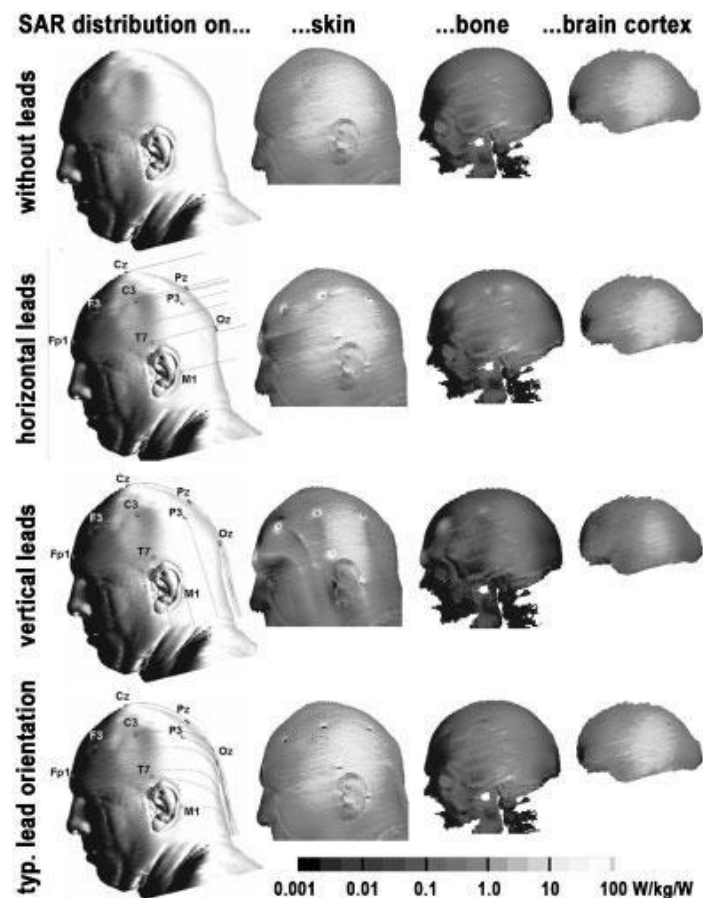 SAR distribution on... ...skin ...bone ...brain cortex
without leads
horizontal leads
Cz
Pz
F3
C3
P3
Oz
Fp1
T7
M1
vertical leads
Cz
Pz
F3
C3
P3
Oz
Fp1
T7
M1
typ. lead orientation
Cz
Pz
F3
C3
P3
Oz
Fp1
T7
M1
0.001 0.01 0.1 1.0 10 100 W/kg/W